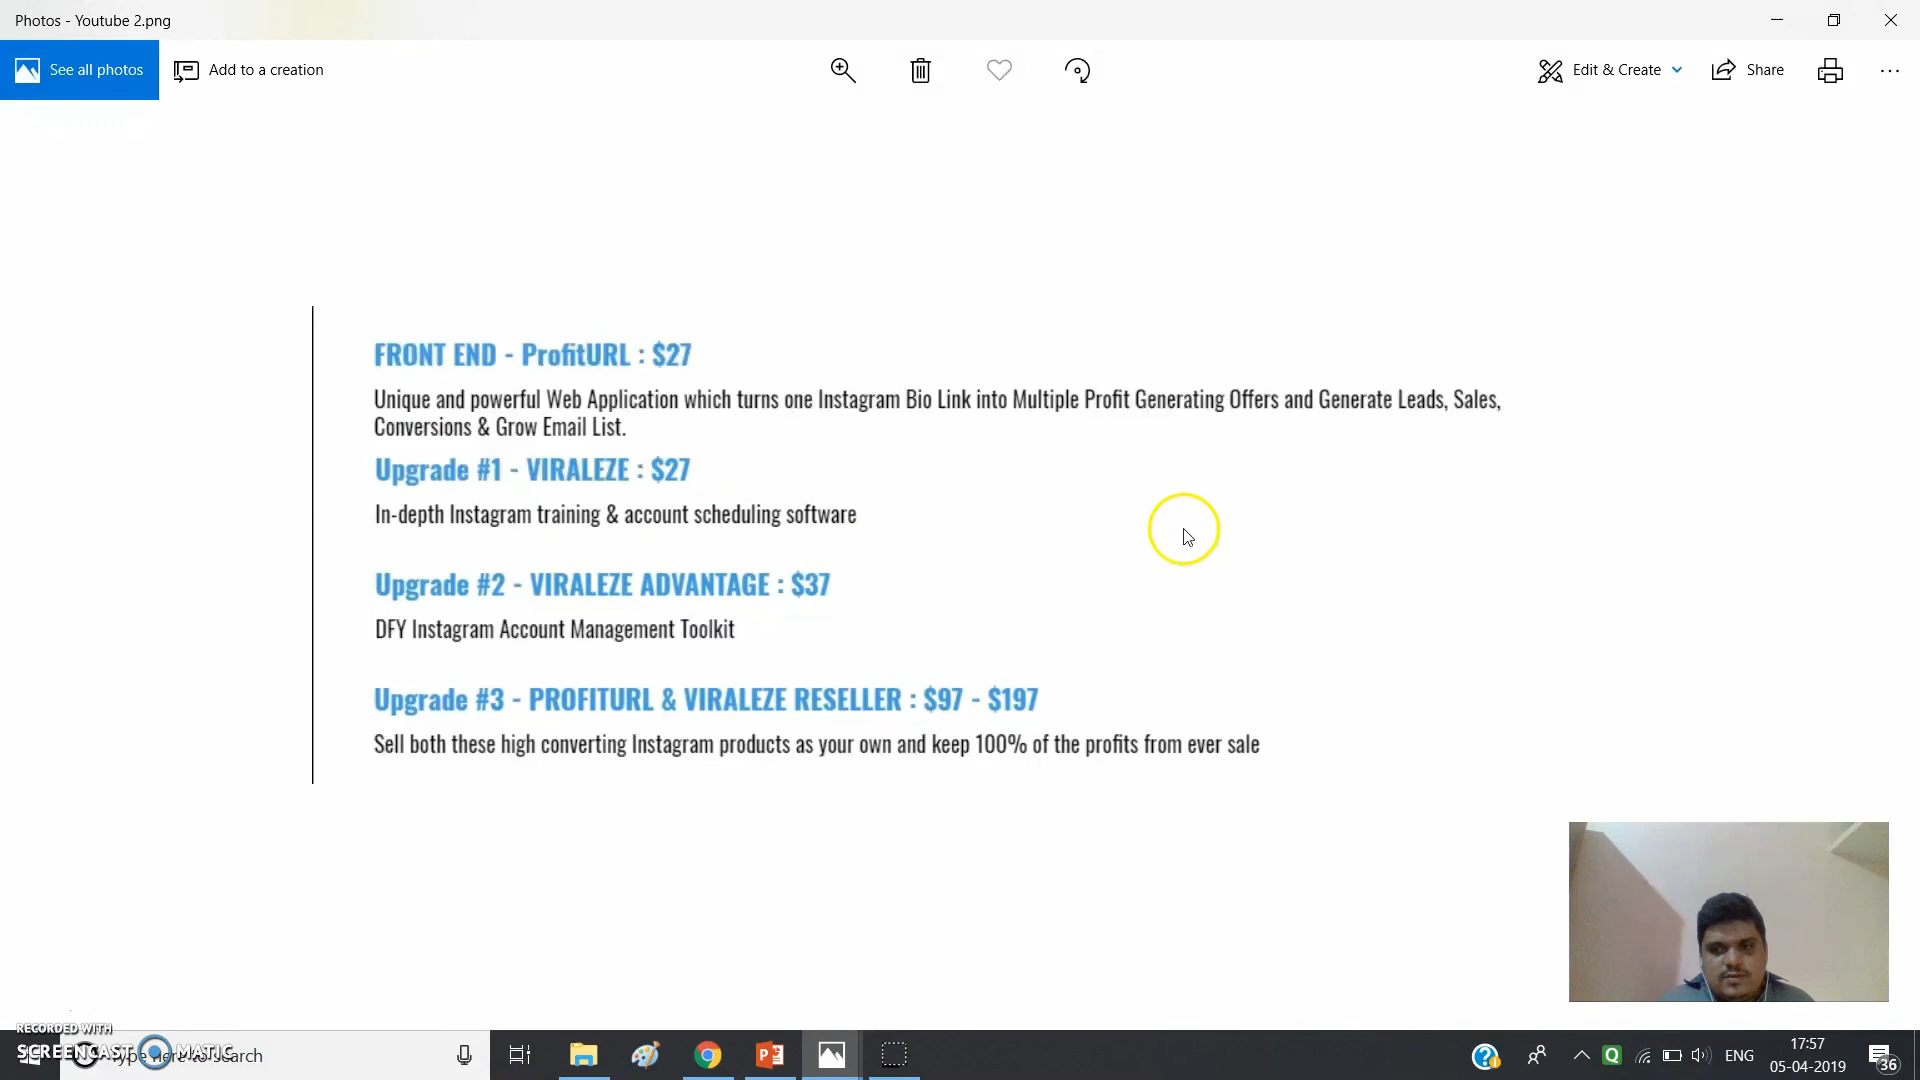 Photos - Youtube 2.png
See all photos
Add to a creation
Edit & Create
Share
FRONT END - ProfitURL : $27
Unique and powerful Web Application which turns one Instagram Bio Link into Multiple Profit Generating Offers and Generate Leads, Sales,
Conversions & Grow Email List.
Upgrade #1 - VIRALEZE : $27
In-depth Instagram training & account scheduling software
Upgrade #2 - VIRALEZE ADVANTAGE : $37
DFY Instagram Account Management Toolkit
Upgrade #3 - PROFITURL & VIRALEZE RESELLER : $97 - $197
Sell both these high converting Instagram products as your own and keep 100% of the profits from ever sale
RECORDED WITH
SCREENCAST MATIC
Type here to search
ENG
17:57
05-04-2019
36